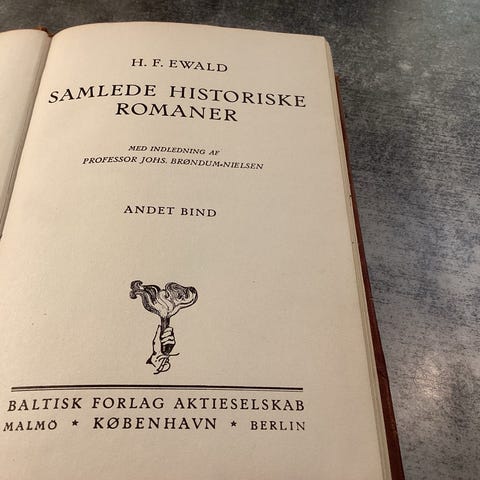 H. F. EWALD
SAMLEDE HISTORISKE
ROMANER
MED INDLEDNING AF
PROFESSOR JOHS. BRØNDUM-NIELSEN
ANDET BIND
BALTISK FORLAG AKTIESELSKAB
MALMÖ ★ KØBENHAVN ★ BERLIN